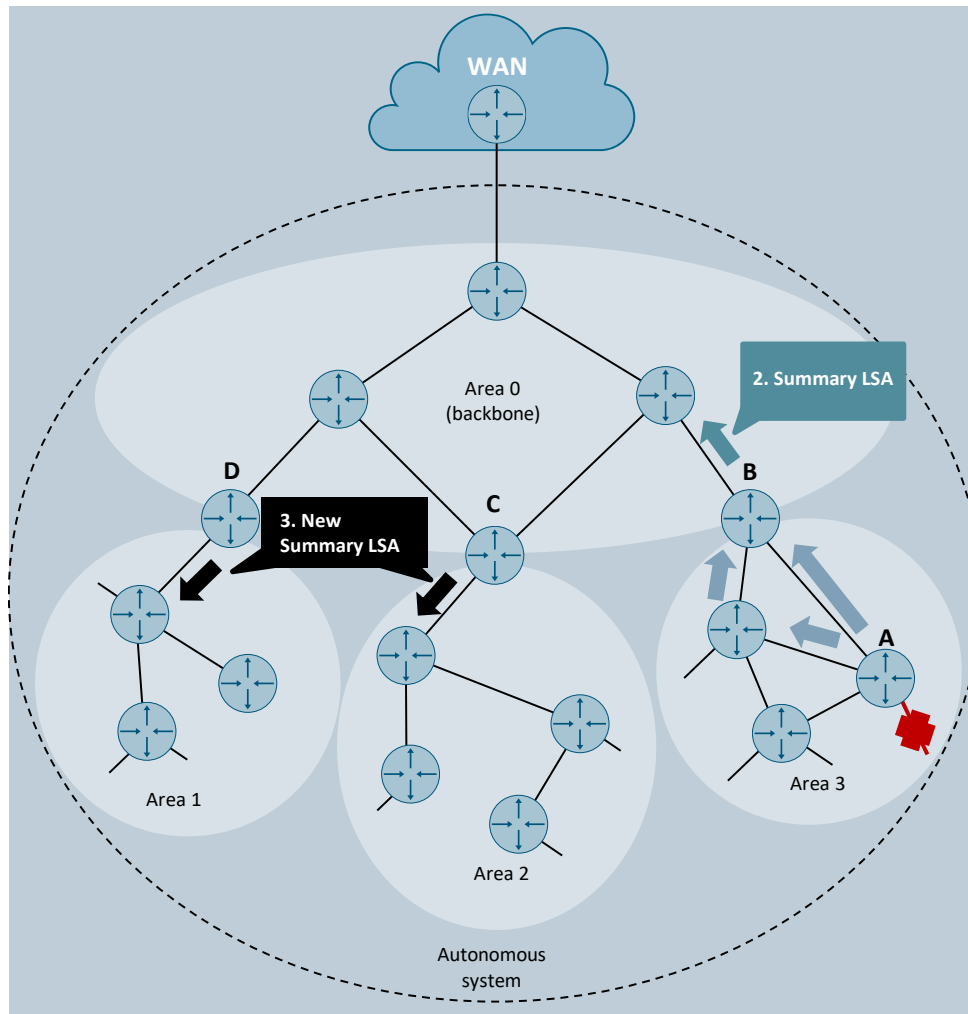 WAN
Area 0
(backbone)
2. Summary LSA
D
B
C
3. New
Summary LSA
A
Area 1
Area 3
Area 2
Autonomous
system